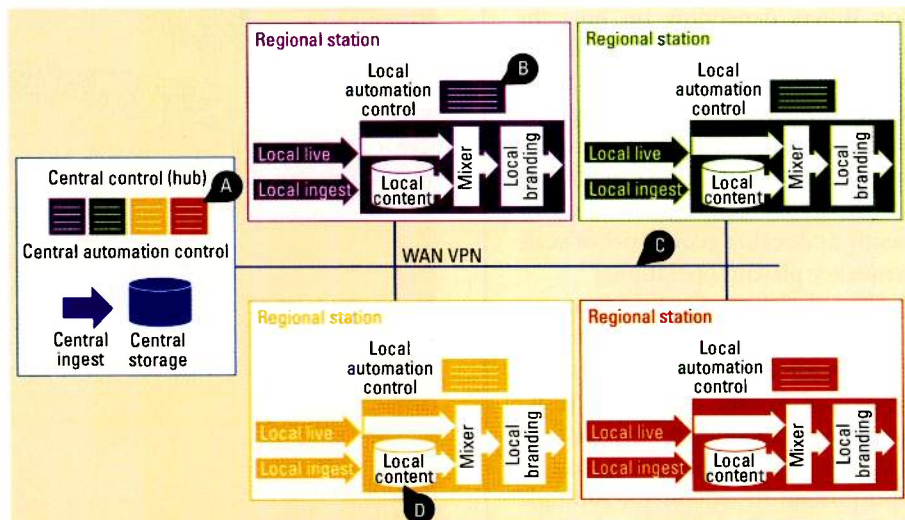 Regional station
Local
automation
control
B
Local live
Local ingest
Local
content
Mixer
Local
branding
Regional station
Local
automation
control
Local live
Local ingest
Local
content
Mixer
Local
branding
Central control (hub)
A
Central automation control
Central
ingest
Central
storage
WAN VPN
C
Regional station
Local
automation
control
Local live
Local ingest
Local
content
D
Mixer
Local
branding
Regional station
Local
automation
control
Local live
Local ingest
Local
content
Mixer
Local
branding